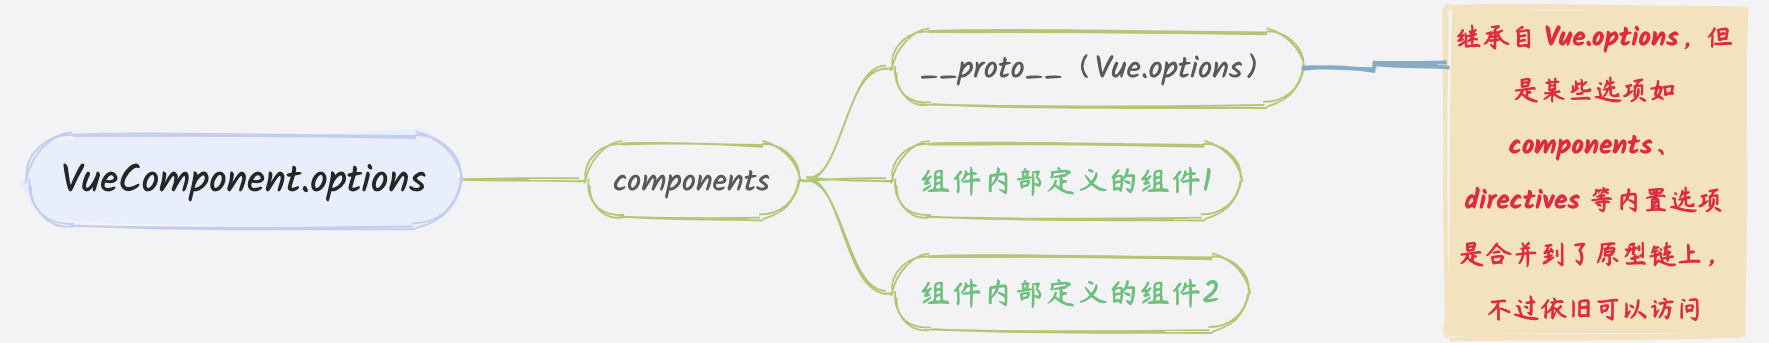 VueComponent.options
components
__proto__（Vue.options）
组件内部定义的组件1
组件内部定义的组件2
继承自 Vue.options，但
是某些选项如
components、
directives 等内置选项
是合并到了原型链上，
不过依旧可以访问